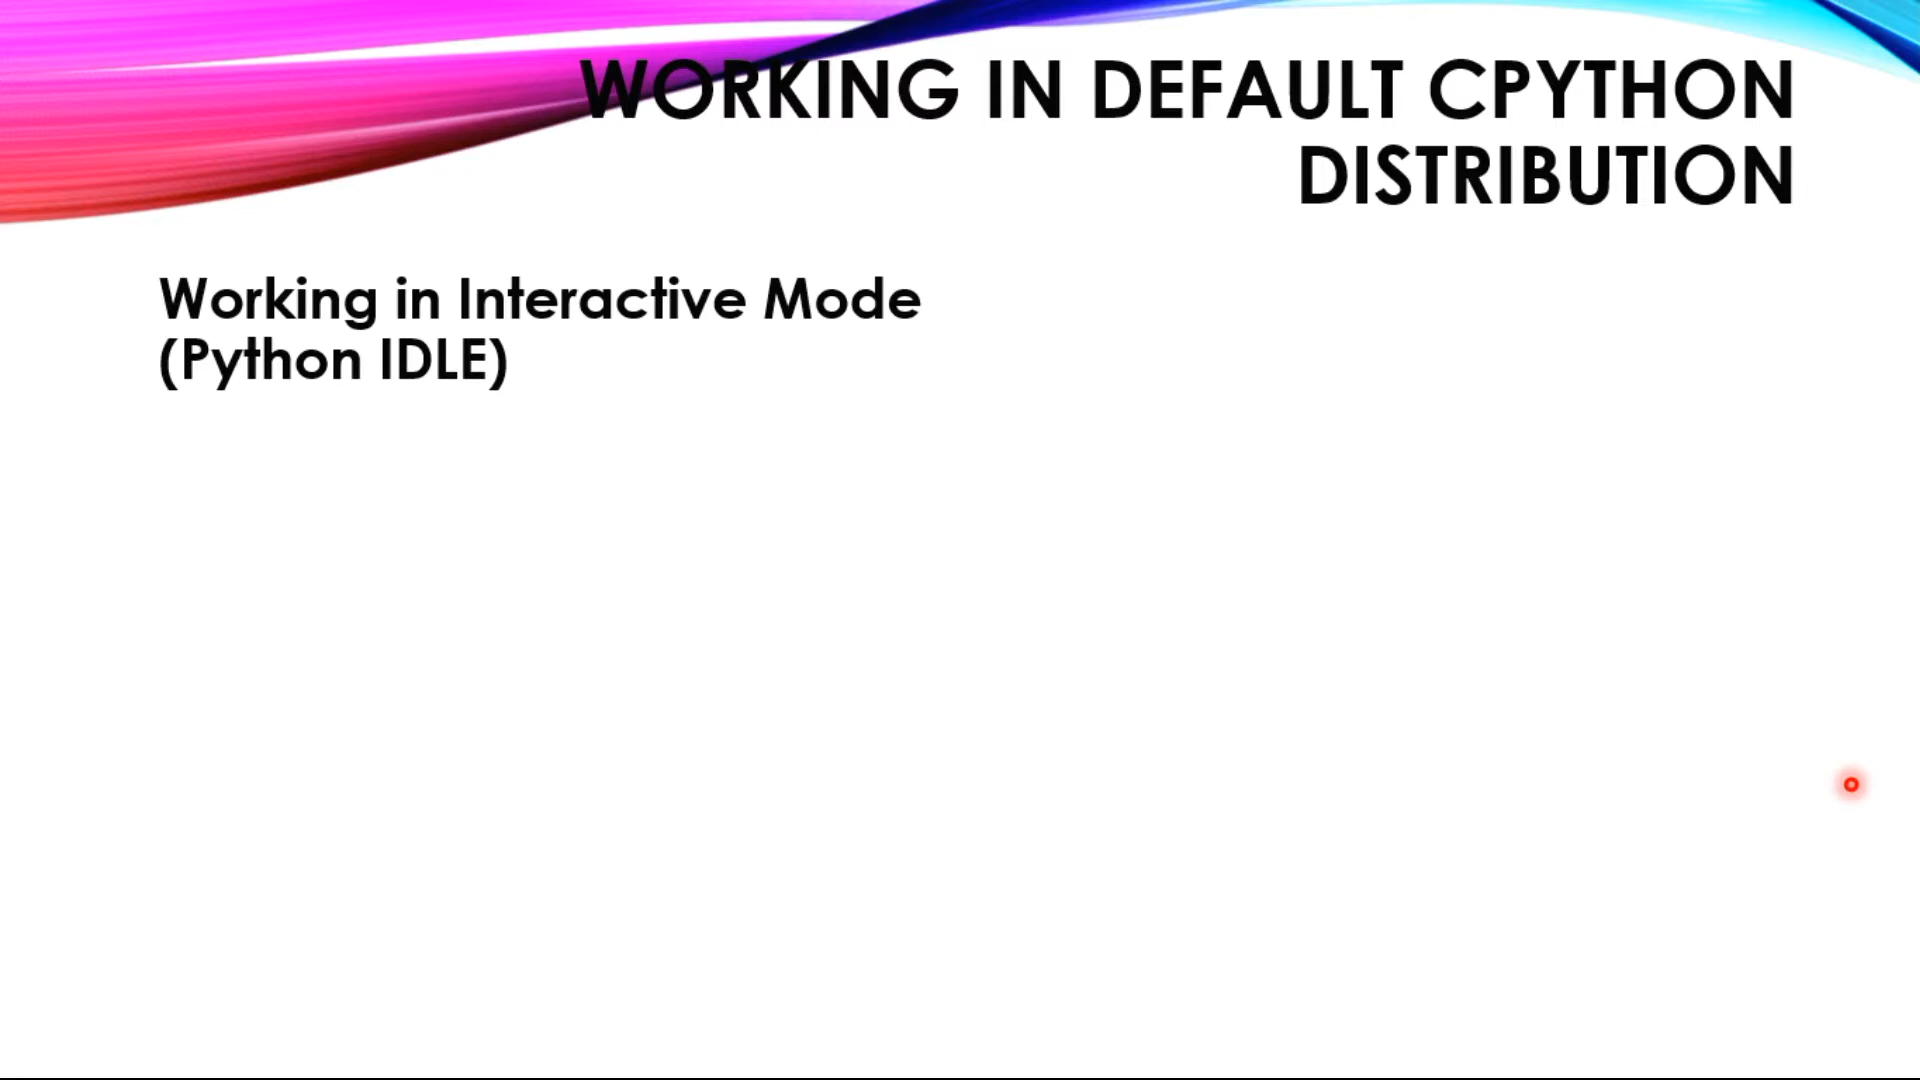 WORKING IN DEFAULT CPYTHON
DISTRIBUTION
Working in Interactive Mode
(Python IDLE)